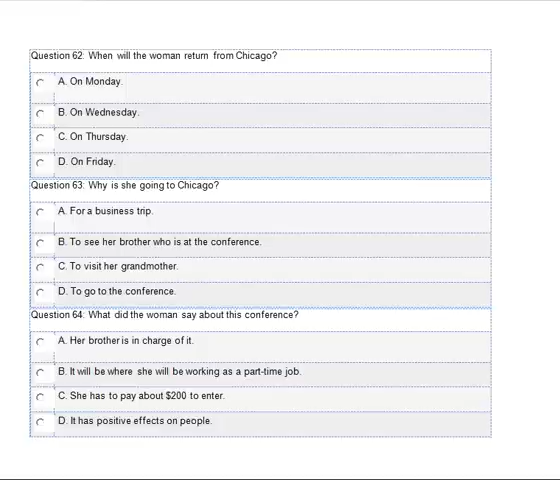 Question 62: When will the woman return from Chicago?
A. On Monday.
B. On Wednesday.
C. On Thursday.
D. On Friday.
Question 63: Why is she going to Chicago?
A. For a business trip.
B. To see her brother who is at the conference.
C. To visit her grandmother.
D. To go to the conference.
Question 64: What did the woman say about this conference?
A. Her brother is in charge of it.
B. It will be where she will be working as a part-time job.
C. She has to pay about $200 to enter.
D. It has positive effects on people.